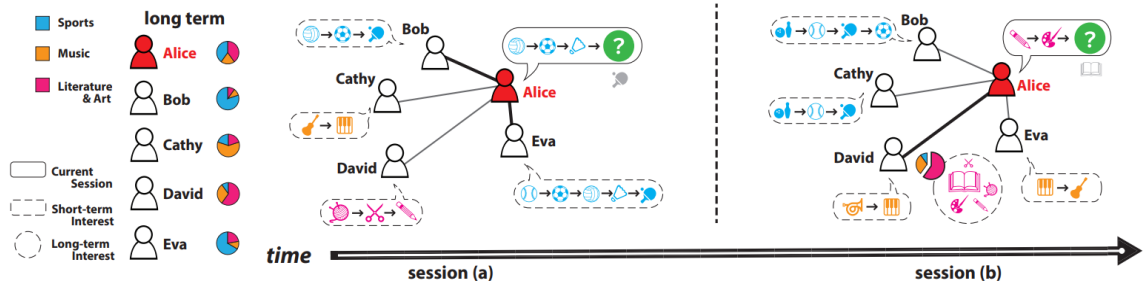 Sports
Music
Literature
& Art
long term
Alice
Bob
Cathy
David
Eva
Current
Session
Short-term
Interest
Long-term
Interest
Bob
Cathy
David
Alice
Eva
?
Bob
Cathy
David
Alice
Eva
?
time
session (a)
session (b)